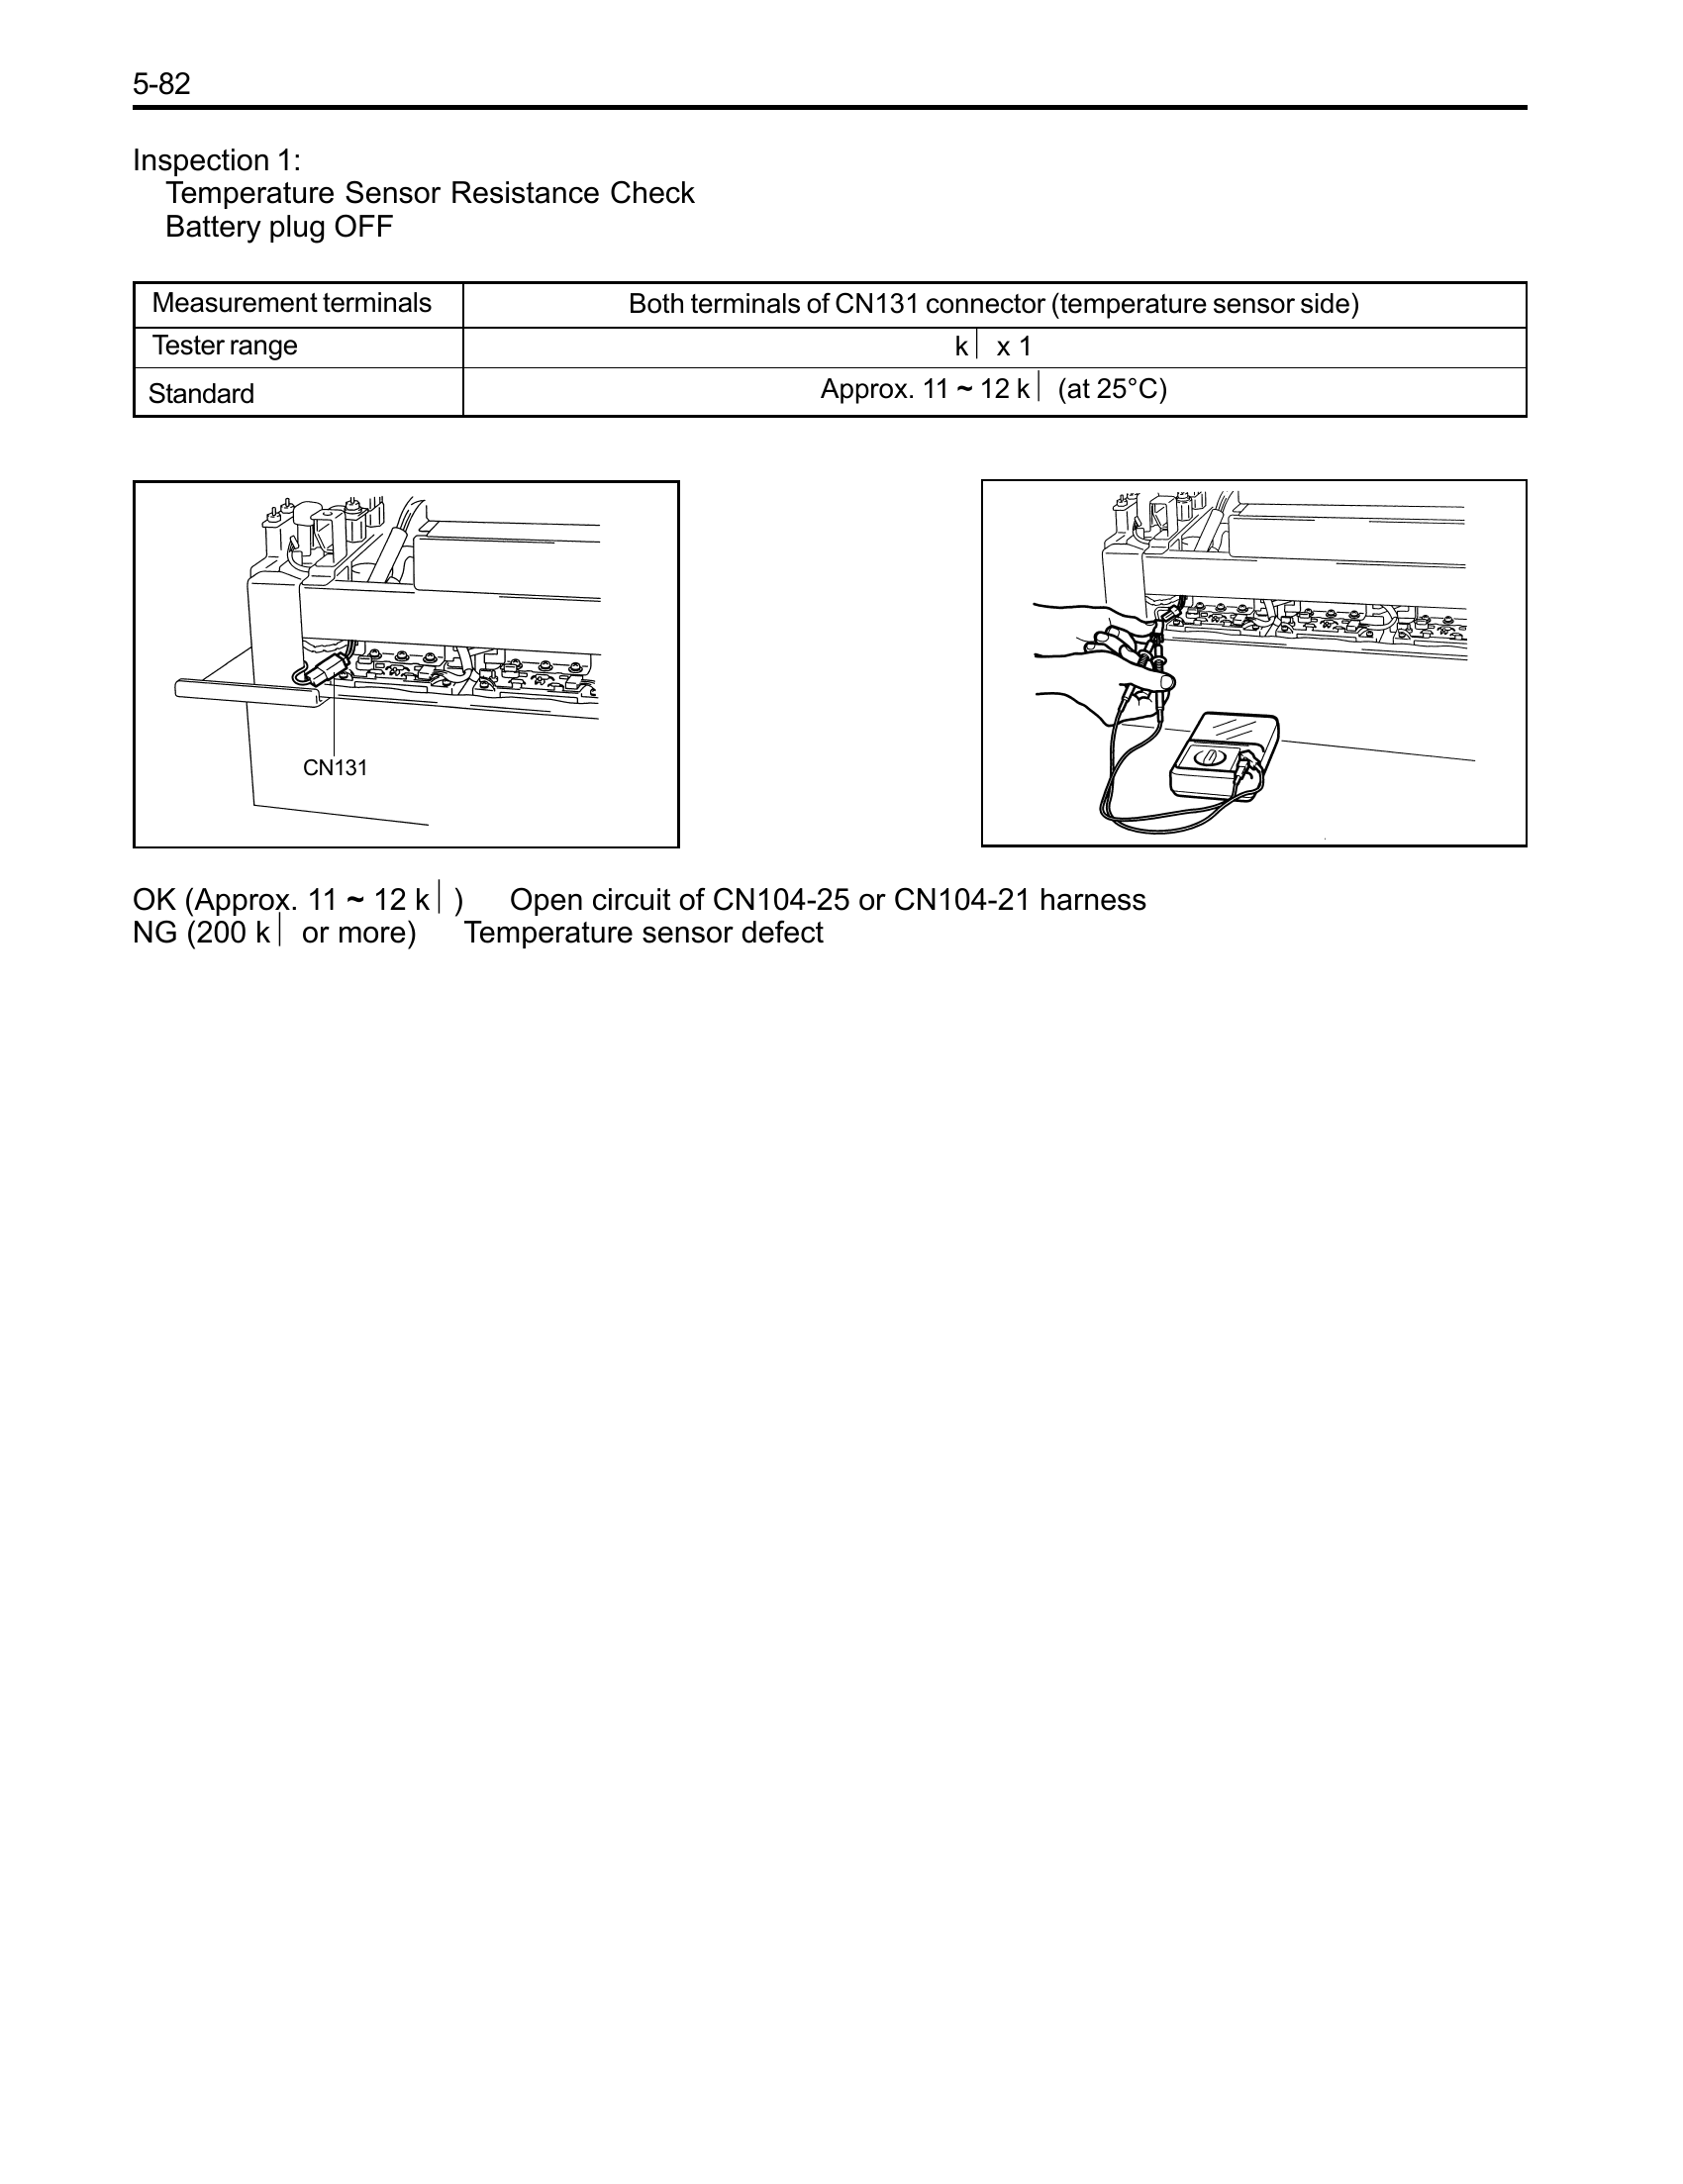 5-82
Inspection 1:
Temperature Sensor Resistance Check
Battery plug OFF
Measurement terminals Both terminals of CN131 connector (temperature sensor side)
Tester range k│ x 1
Standard Approx. 11 ~ 12 k│ (at 25°C)
CN131
OK (Approx. 11 ~ 12 k│ ) Open circuit of CN104-25 or CN104-21 harness
NG (200 k│ or more) Temperature sensor defect